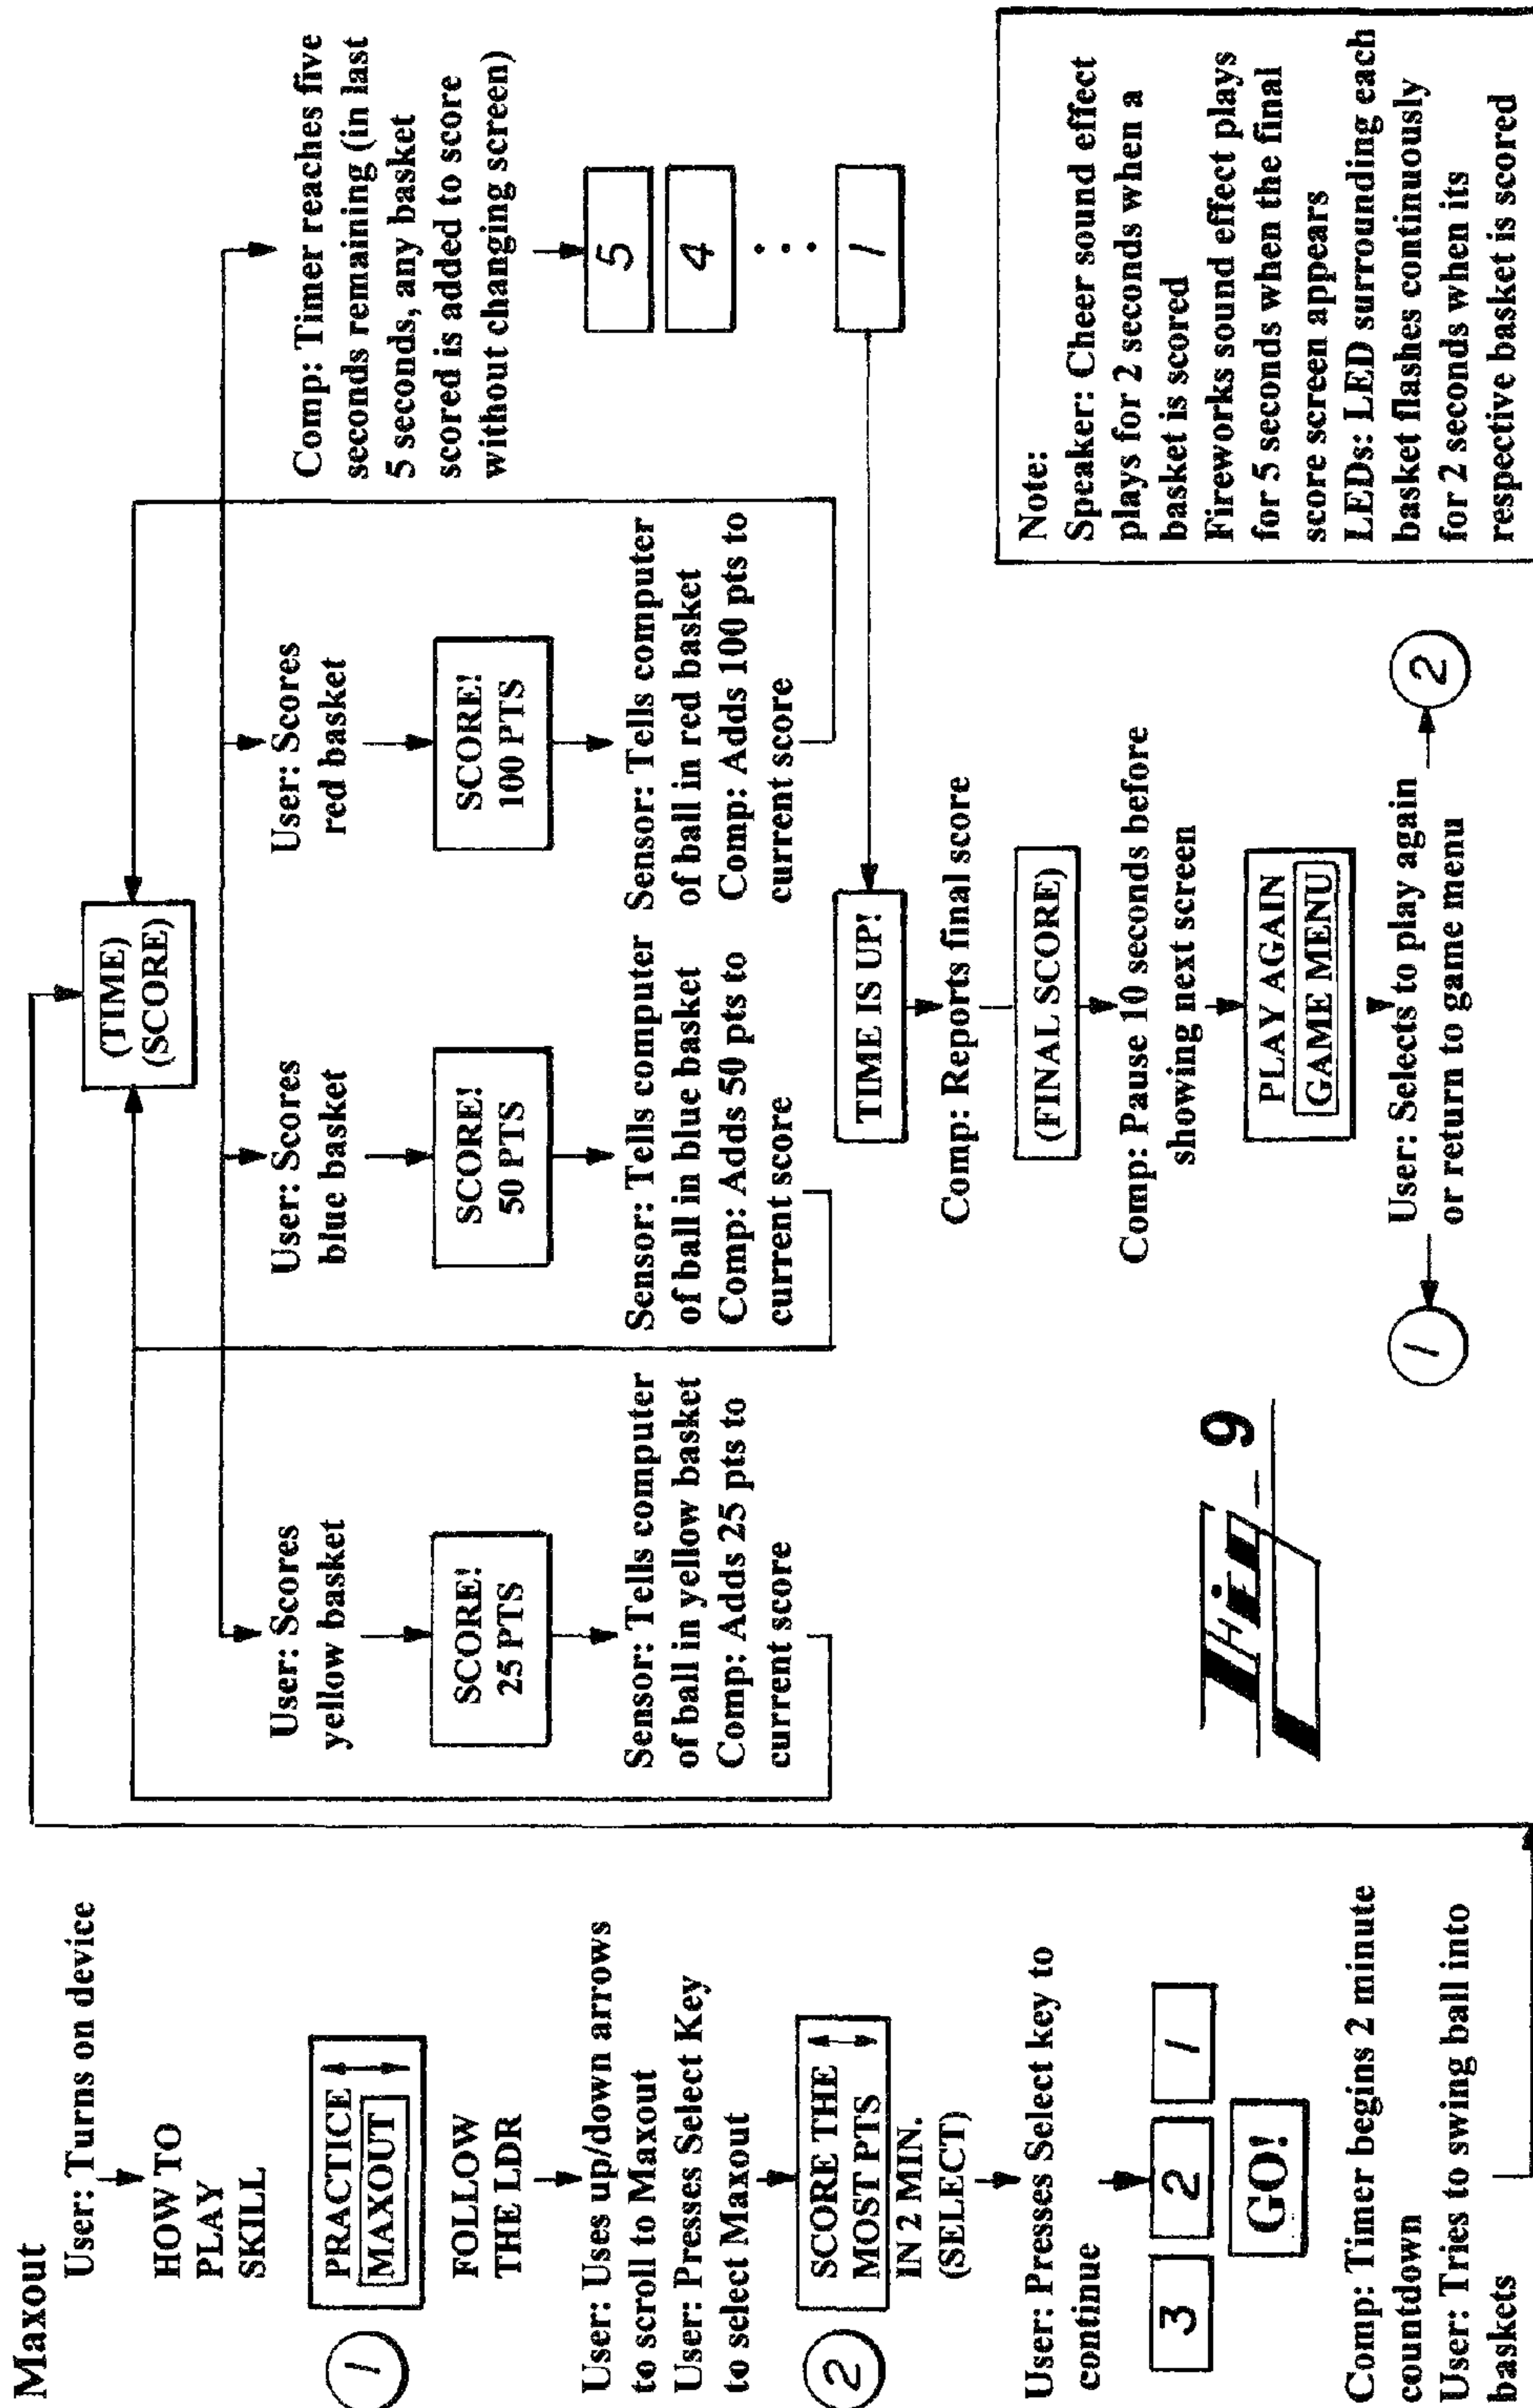 Maxout
User: Turns on device
HOW TO
PLAY
SKILL
1
PRACTICE
MAXOUT
FOLLOW
THE LDR
User: Uses up/down arrows
to scroll to Maxout
User: Presses Select Key
to select Maxout
2
SCORE THE
MOST PTS
IN 2 MIN.
(SELECT)
User: Presses Select key to
continue
3
2
1
GO!
Comp: Timer begins 2 minute
countdown
User: Tries to swing ball into
baskets
(TIME)
(SCORE)
User: Scores
yellow basket
SCORE!
25 PTS
Sensor: Tells computer
of ball in yellow basket
Comp: Adds 25 pts to
current score
User: Scores
blue basket
SCORE!
50 PTS
Sensor: Tells computer
of ball in blue basket
Comp: Adds 50 pts to
current score
User: Scores
red basket
SCORE!
100 PTS
Sensor: Tells computer
of ball in red basket
Comp: Adds 100 pts to
current score
Comp: Timer reaches five
seconds remaining (in last
5 seconds, any basket
scored is added to score
without changing screen)
5
4
1
TIME IS UP!
Comp: Reports final score
(FINAL SCORE)
Comp: Pause 10 seconds before
showing next screen
PLAY AGAIN
GAME MENU
User: Selects to play again
or return to game menu
1
2
Fig_9
Note:
Speaker: Cheer sound effect
plays for 2 seconds when a
basket is scored
Fireworks sound effect plays
for 5 seconds when the final
score screen appears
LEDs: LED surrounding each
basket flashes continuously
for 2 seconds when its
respective basket is scored